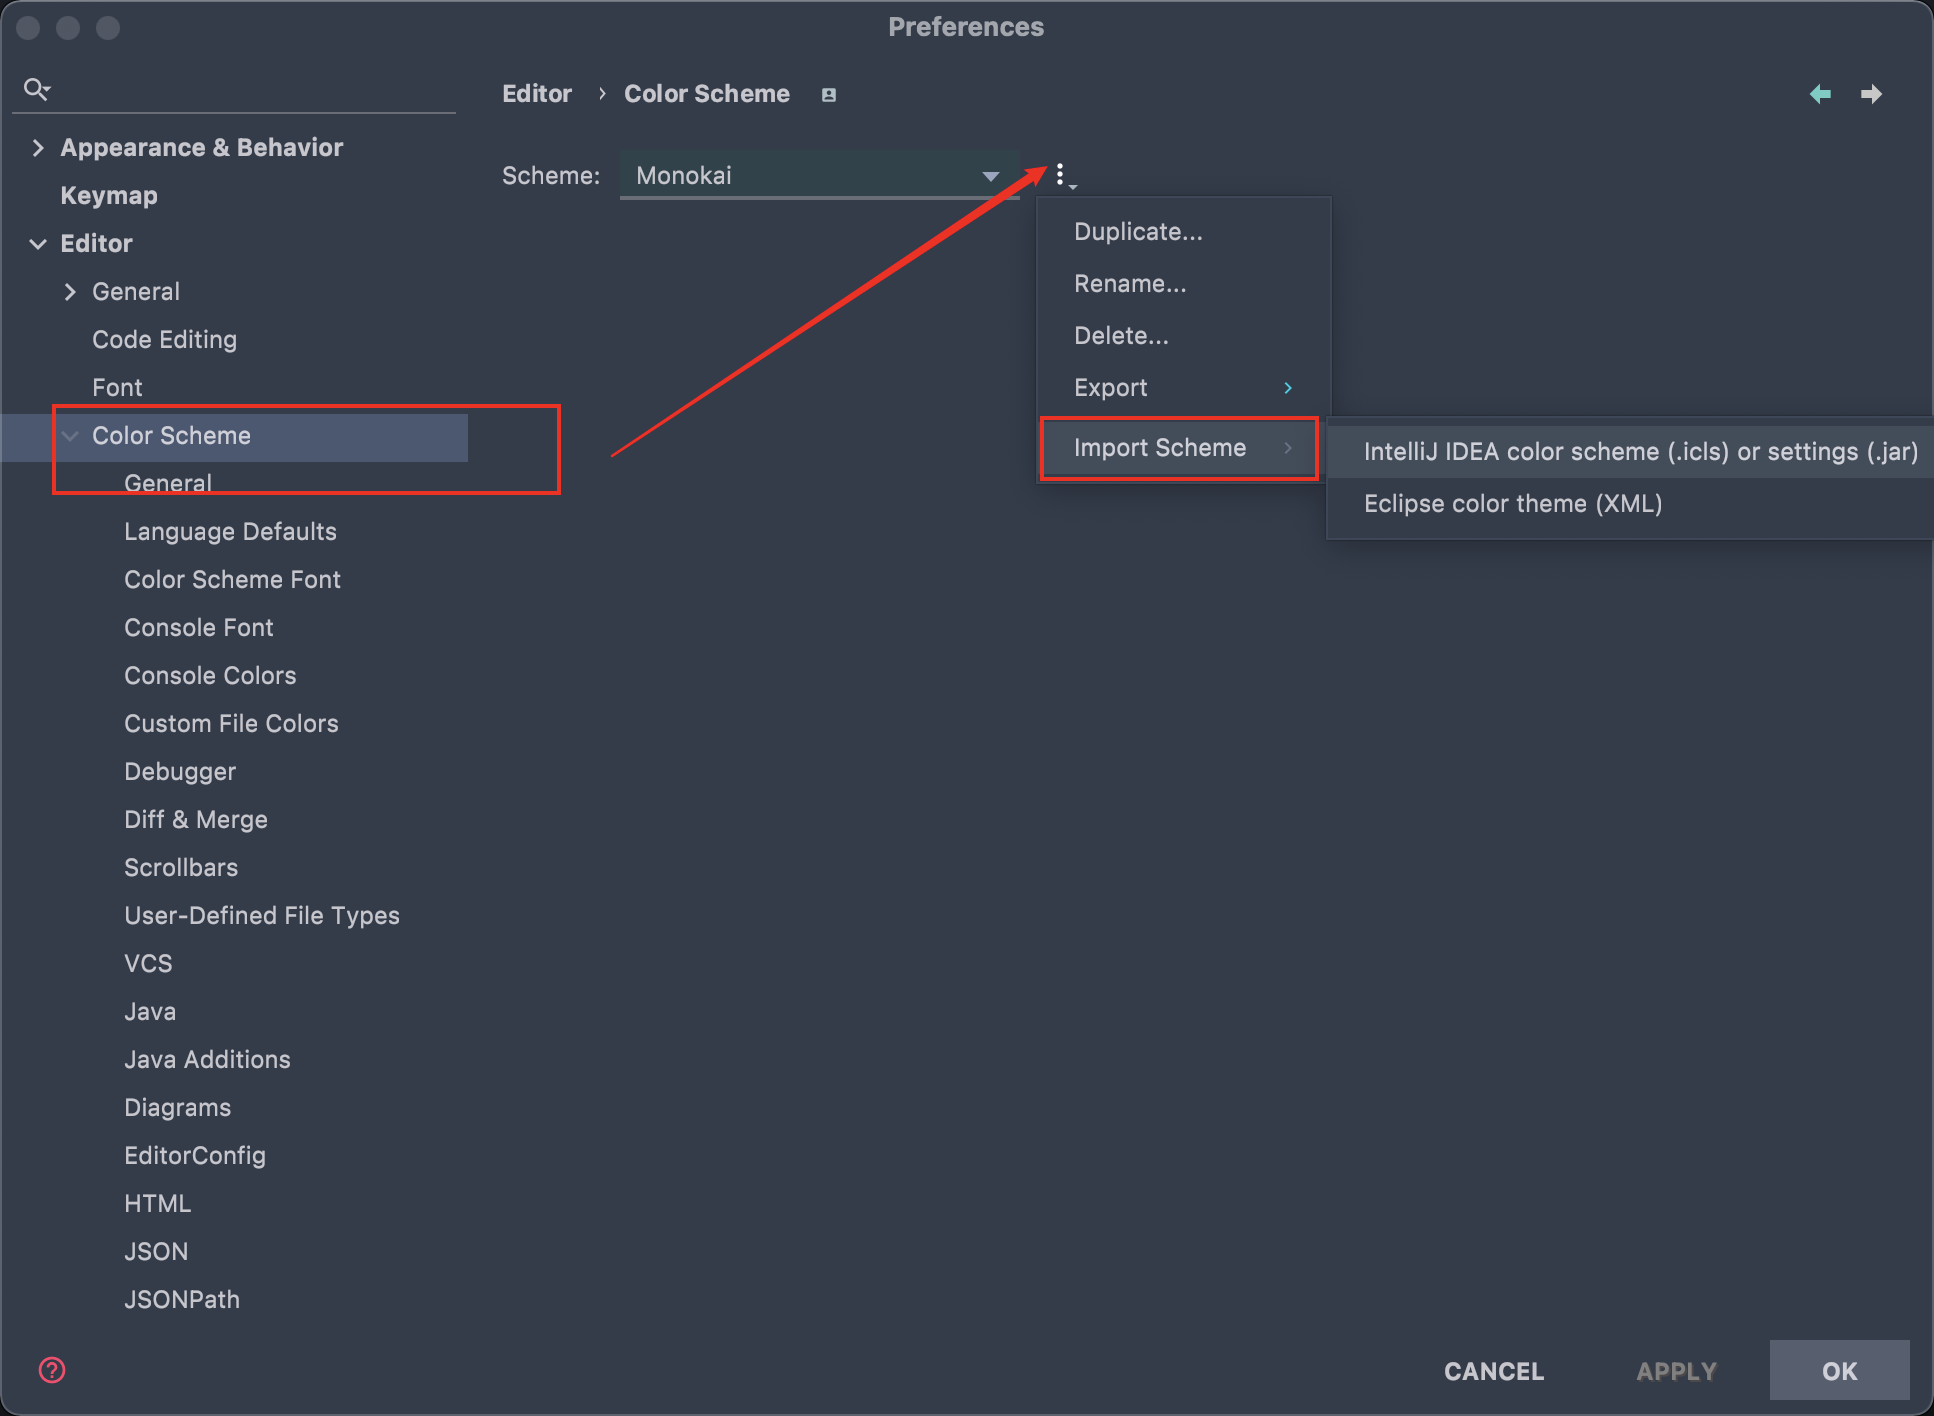 Preferences
Editor › Color Scheme
Scheme: Monokai
Appearance & Behavior
Keymap
Editor
General
Code Editing
Font
Color Scheme
General
Language Defaults
Color Scheme Font
Console Font
Console Colors
Custom File Colors
Debugger
Diff & Merge
Scrollbars
User-Defined File Types
VCS
Java
Java Additions
Diagrams
EditorConfig
HTML
JSON
JSONPath
Duplicate...
Rename...
Delete...
Export
Import Scheme
IntelliJ IDEA color scheme (.icls) or settings (.jar)
Eclipse color theme (XML)
?
CANCEL
APPLY
OK